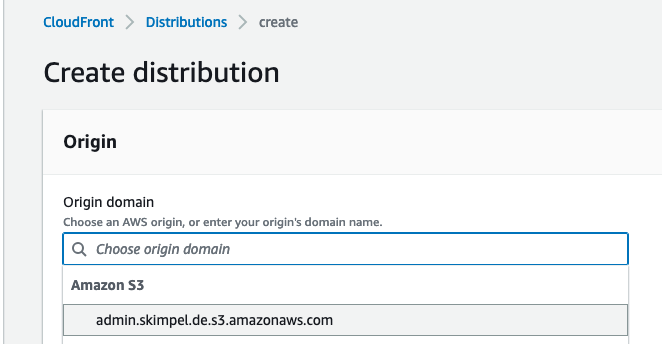 CloudFront > Distributions > create
Create distribution
Origin
Origin domain
Choose an AWS origin, or enter your origin's domain name.
Choose origin domain
Amazon S3
admin.skimpel.de.s3.amazonaws.com